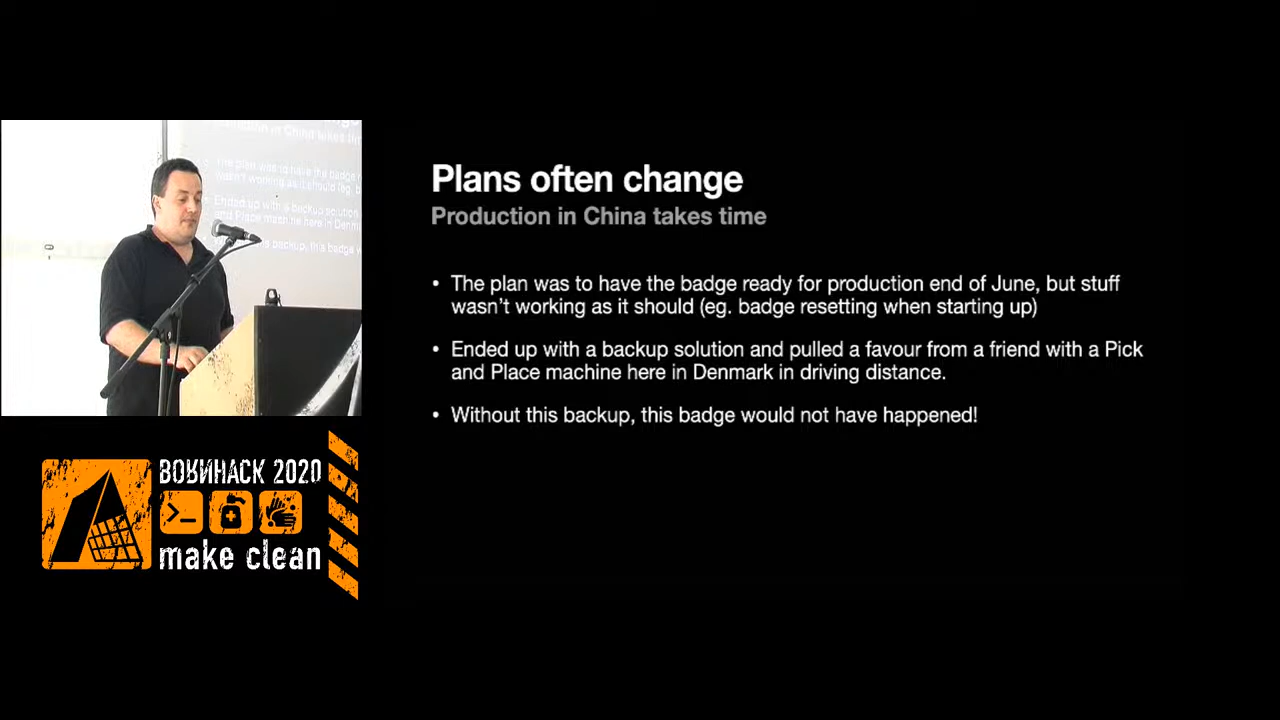 Plans often change
Production in China takes time
• The plan was to have the badge ready for production end of June, but stuff
wasn't working as it should (eg. badge resetting when starting up)
• Ended up with a backup solution and pulled a favour from a friend with a Pick
and Place machine here in Denmark in driving distance.
• Without this backup, this badge would not have happened!
BORNHACK 2020
>_
make clean